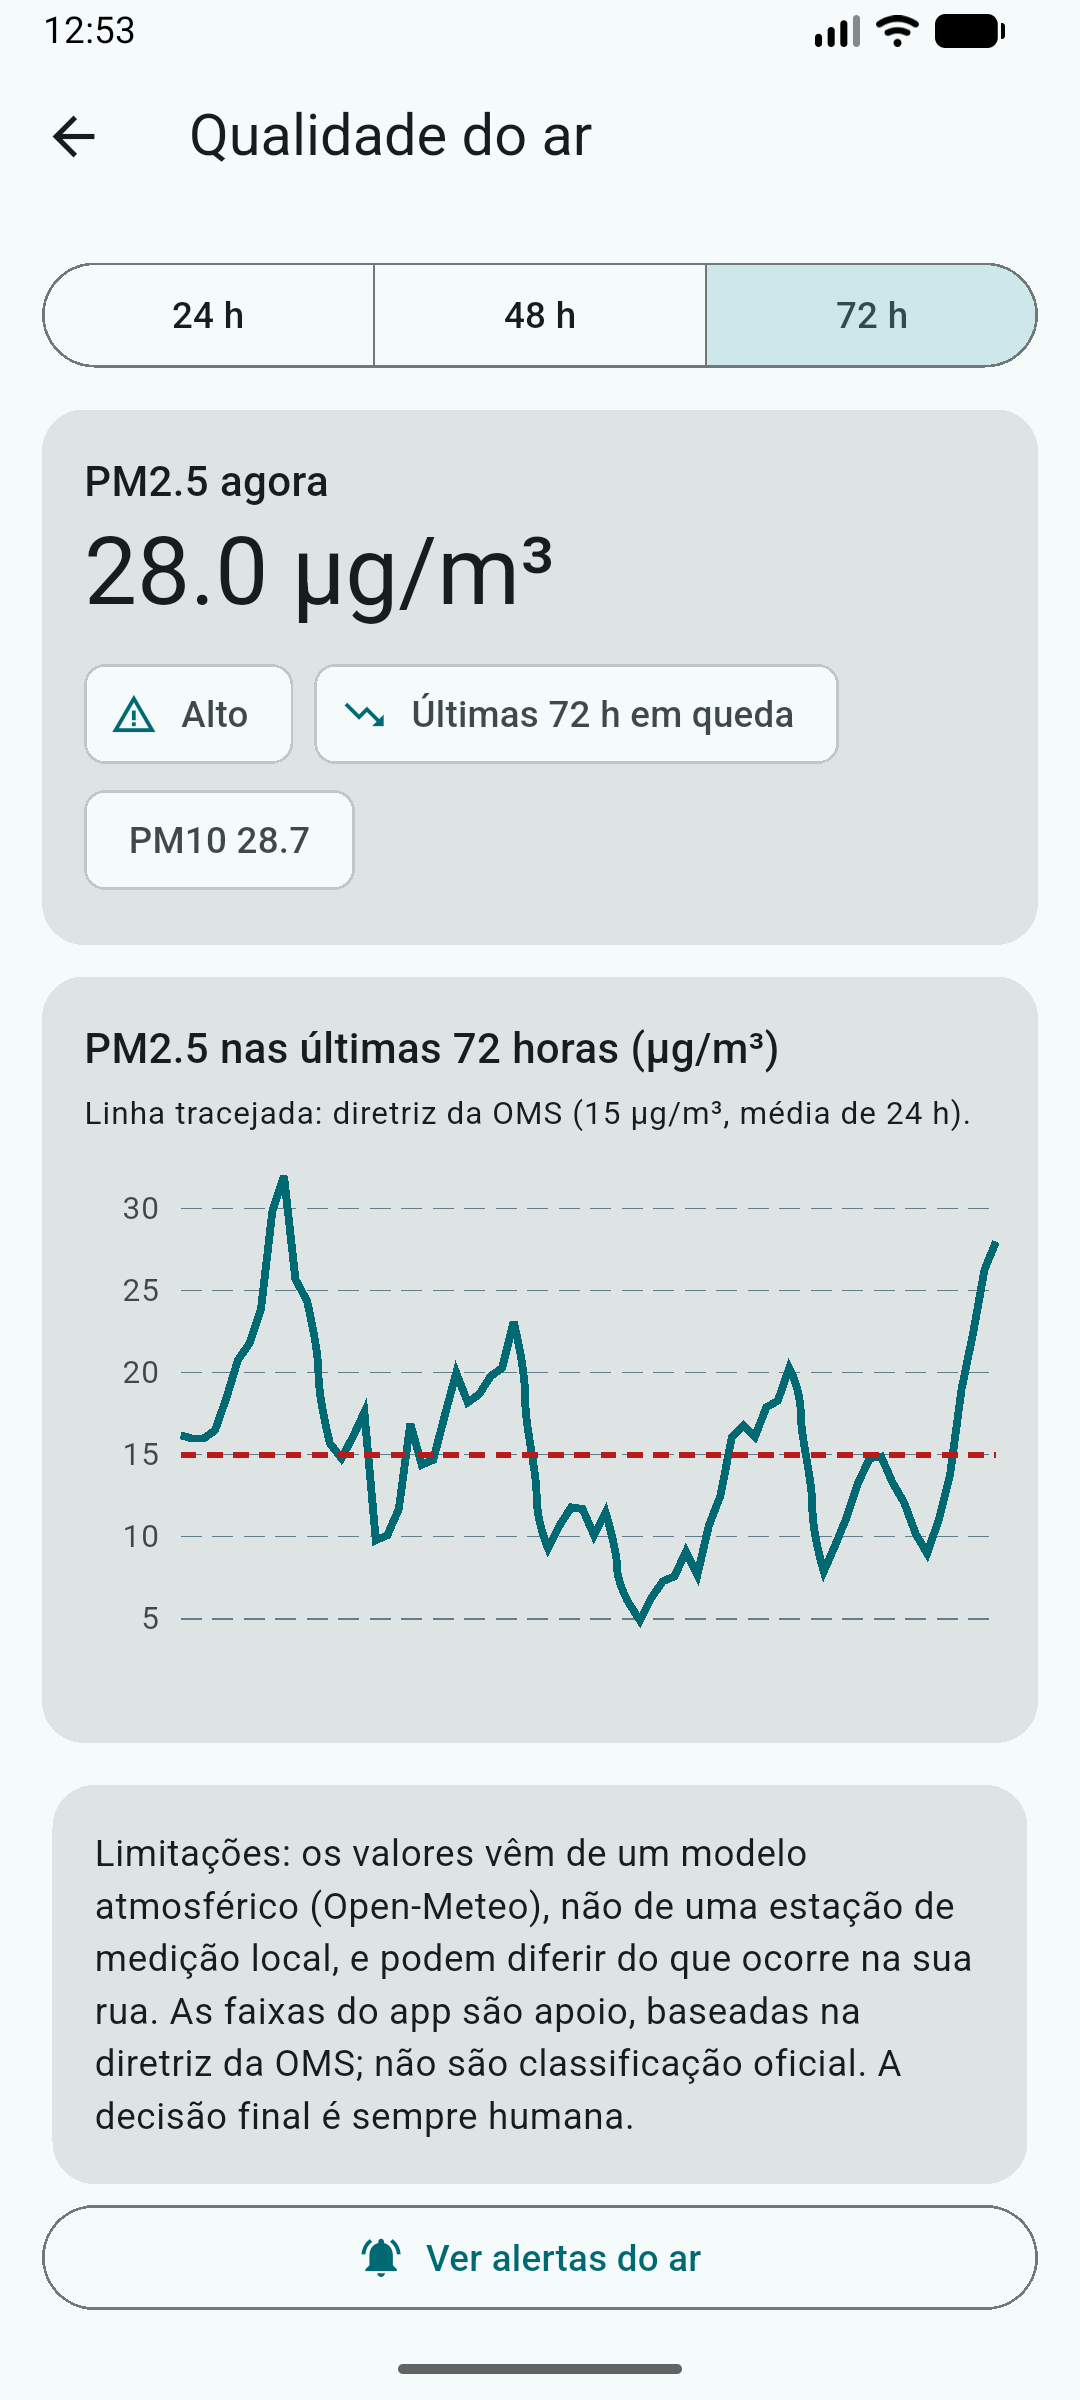 12:53
Qualidade do ar
24 h
48 h
72 h
PM2.5 agora
28.0 µg/m³
Alto
Últimas 72 h em queda
PM10 28.7
PM2.5 nas últimas 72 horas (µg/m³)
Linha tracejada: diretriz da OMS (15 µg/m³, média de 24 h).
30
25
20
15
10
5
Limitações: os valores vêm de um modelo
atmosférico (Open-Meteo), não de uma estação de
medição local, e podem diferir do que ocorre na sua
rua. As faixas do app são apoio, baseadas na
diretriz da OMS; não são classificação oficial. A
decisão final é sempre humana.
Ver alertas do ar